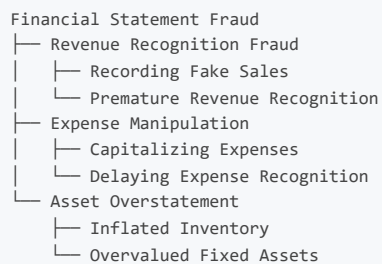 Financial Statement Fraud
├── Revenue Recognition Fraud
│   ├── Recording Fake Sales
│   └── Premature Revenue Recognition
├── Expense Manipulation
│   ├── Capitalizing Expenses
│   └── Delaying Expense Recognition
└── Asset Overstatement
    ├── Inflated Inventory
    └── Overvalued Fixed Assets